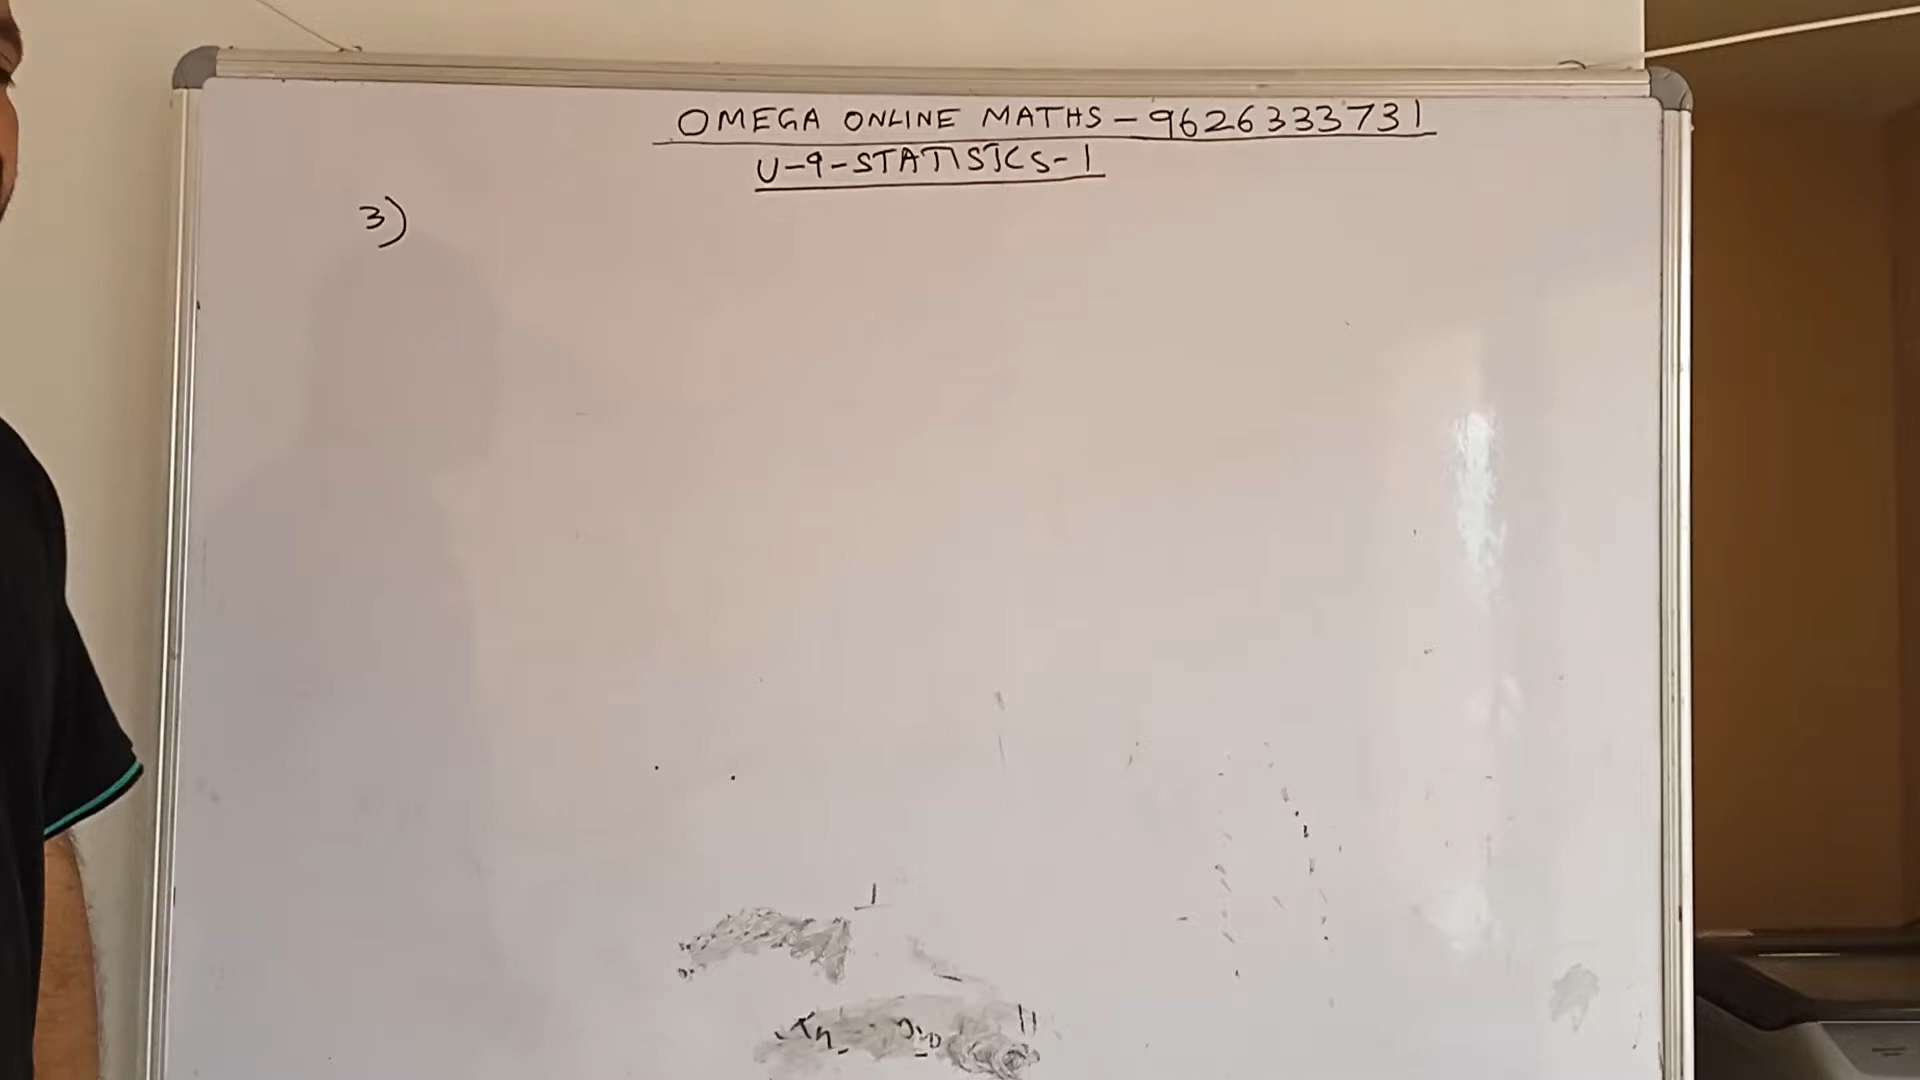 OMEGA ONLINE MATHS - 9626333731
U-9-STATISTICS-1
3)